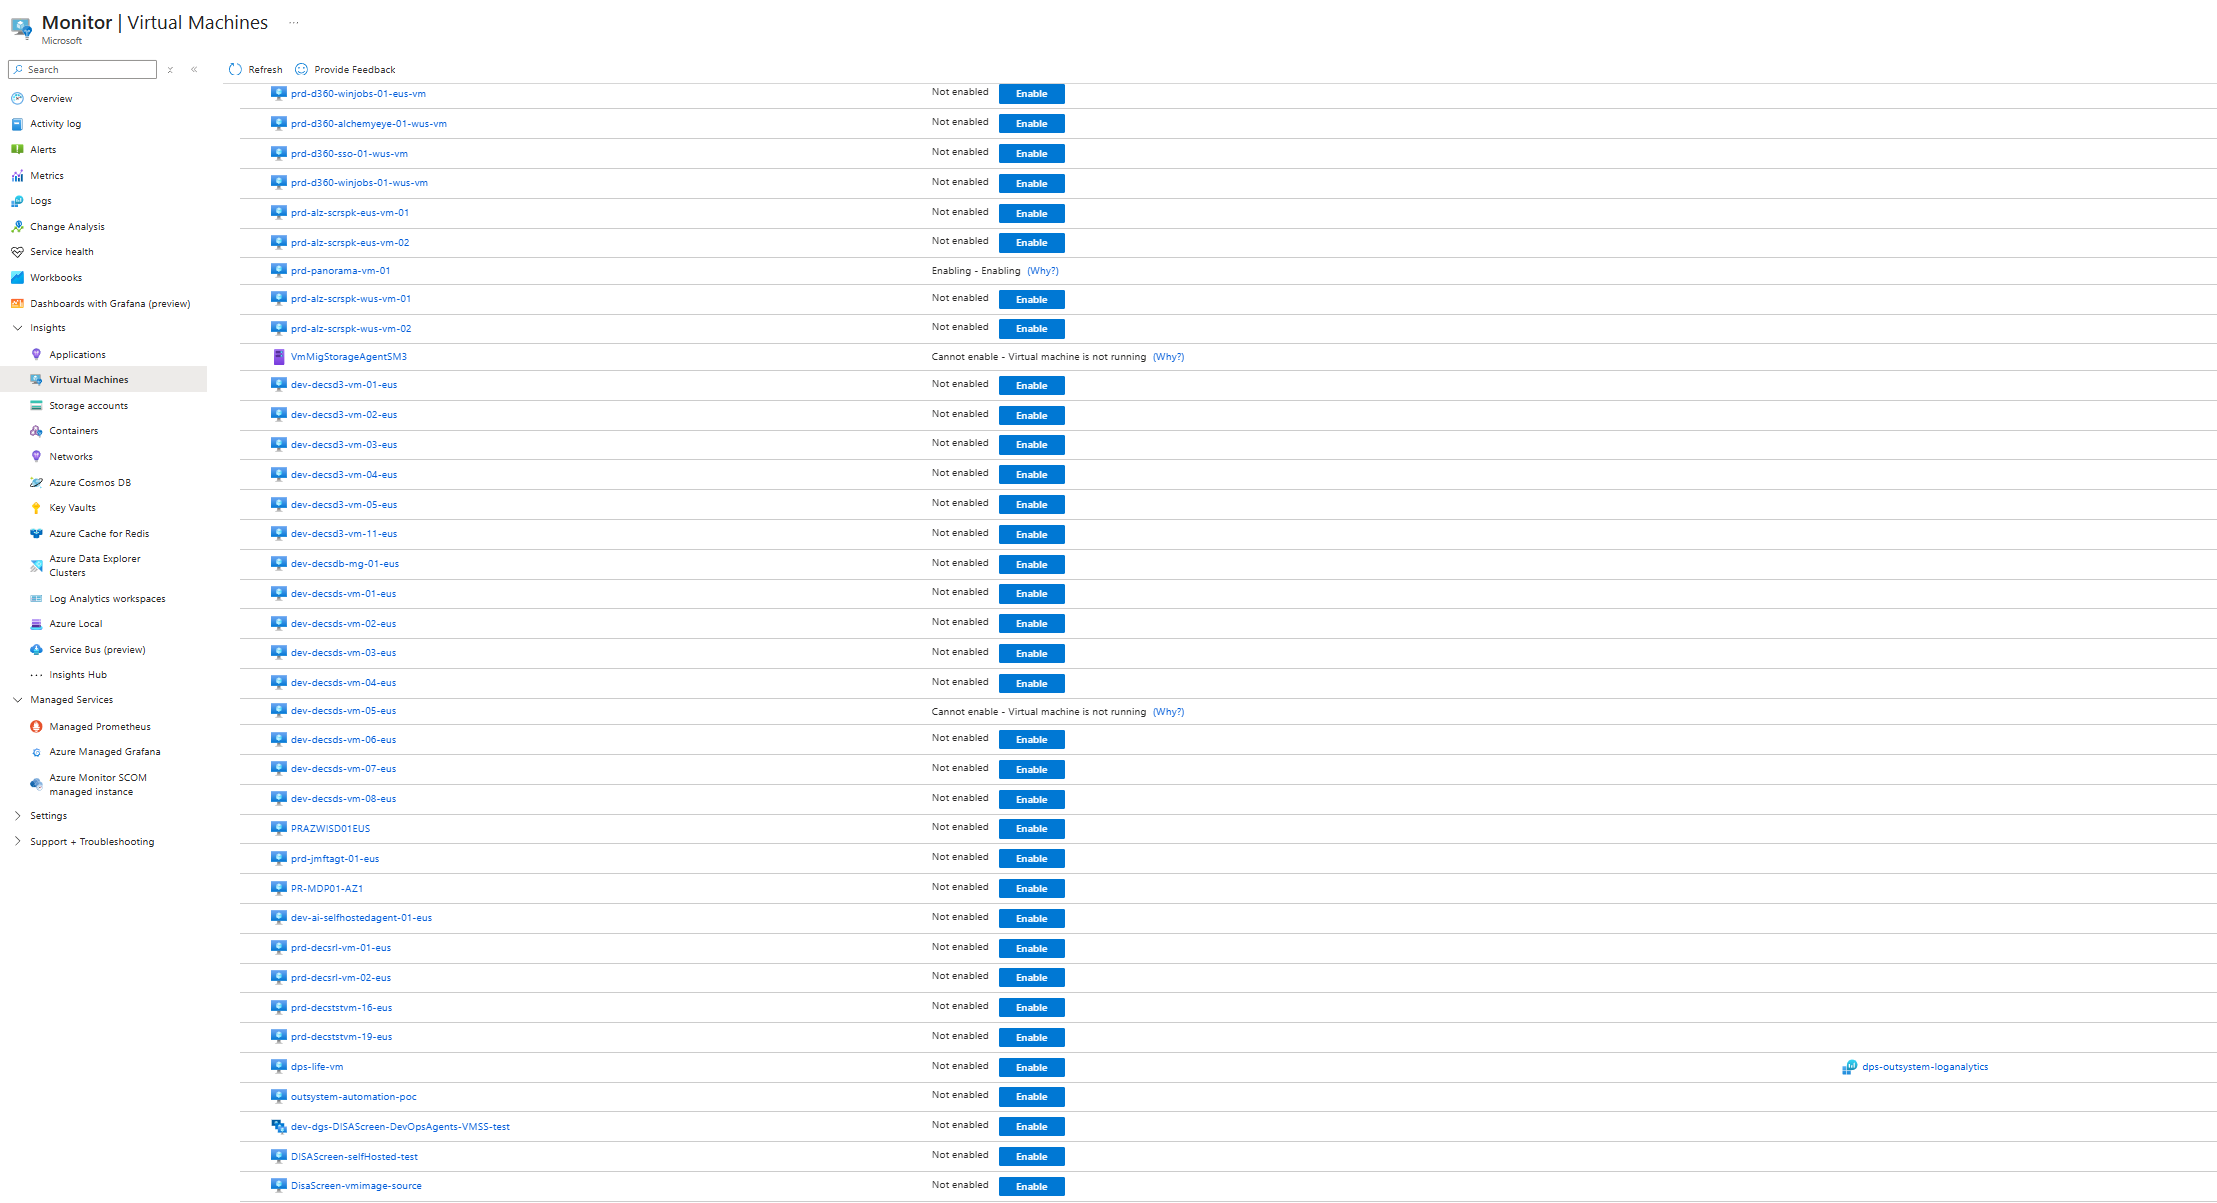 Monitor | Virtual Machines ...
Microsoft
Search
Refresh Provide Feedback
Overview
Activity log
Alerts
Metrics
Logs
Change Analysis
Service health
Workbooks
Dashboards with Grafana (preview)
Insights
Applications
Virtual Machines
Storage accounts
Containers
Networks
Azure Cosmos DB
Key Vaults
Azure Cache for Redis
Azure Data Explorer
Clusters
Log Analytics workspaces
Azure Local
Service Bus (preview)
Insights Hub
Managed Services
Managed Prometheus
Azure Managed Grafana
Azure Monitor SCOM
managed instance
Settings
Support + Troubleshooting
prd-d360-winjobs-01-eus-vm Not enabled Enable
prd-d360-alchemyeye-01-wus-vm Not enabled Enable
prd-d360-sso-01-wus-vm Not enabled Enable
prd-d360-winjobs-01-wus-vm Not enabled Enable
prd-alz-scrspk-eus-vm-01 Not enabled Enable
prd-alz-scrspk-eus-vm-02 Not enabled Enable
prd-panorama-vm-01 Enabling - Enabling (Why?)
prd-alz-scrspk-wus-vm-01 Not enabled Enable
prd-alz-scrspk-wus-vm-02 Not enabled Enable
VmMigStorageAgentSM3 Cannot enable - Virtual machine is not running (Why?)
dev-decsd3-vm-01-eus Not enabled Enable
dev-decsd3-vm-02-eus Not enabled Enable
dev-decsd3-vm-03-eus Not enabled Enable
dev-decsd3-vm-04-eus Not enabled Enable
dev-decsd3-vm-05-eus Not enabled Enable
dev-decsd3-vm-11-eus Not enabled Enable
dev-decsdb-mg-01-eus Not enabled Enable
dev-decsds-vm-01-eus Not enabled Enable
dev-decsds-vm-02-eus Not enabled Enable
dev-decsds-vm-03-eus Not enabled Enable
dev-decsds-vm-04-eus Not enabled Enable
dev-decsds-vm-05-eus Cannot enable - Virtual machine is not running (Why?)
dev-decsds-vm-06-eus Not enabled Enable
dev-decsds-vm-07-eus Not enabled Enable
dev-decsds-vm-08-eus Not enabled Enable
PRAZWISD01EUS Not enabled Enable
prd-jmftagt-01-eus Not enabled Enable
PR-MDP01-AZ1 Not enabled Enable
dev-ai-selfhostedagent-01-eus Not enabled Enable
prd-decsrl-vm-01-eus Not enabled Enable
prd-decsrl-vm-02-eus Not enabled Enable
prd-decststvm-16-eus Not enabled Enable
prd-decststvm-19-eus Not enabled Enable
dps-life-vm Not enabled Enable dps-outsystem-loganalytics
outsystem-automation-poc Not enabled Enable
dev-dgs-DISAScreen-DevOpsAgents-VMSS-test Not enabled Enable
DISAScreen-selfHosted-test Not enabled Enable
DisaScreen-vmimage-source Not enabled Enable